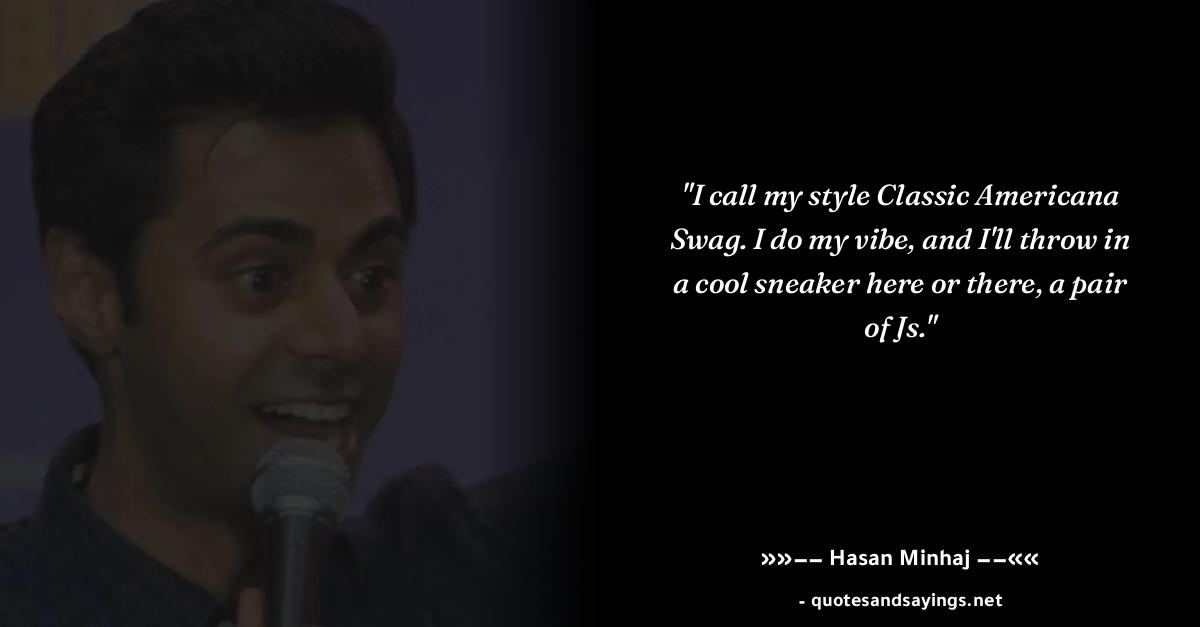 "I call my style Classic Americana
Swag. I do my vibe, and I'll throw in
a cool sneaker here or there, a pair
of Js."
»»–– Hasan Minhaj ––««
- quotesandsayings.net